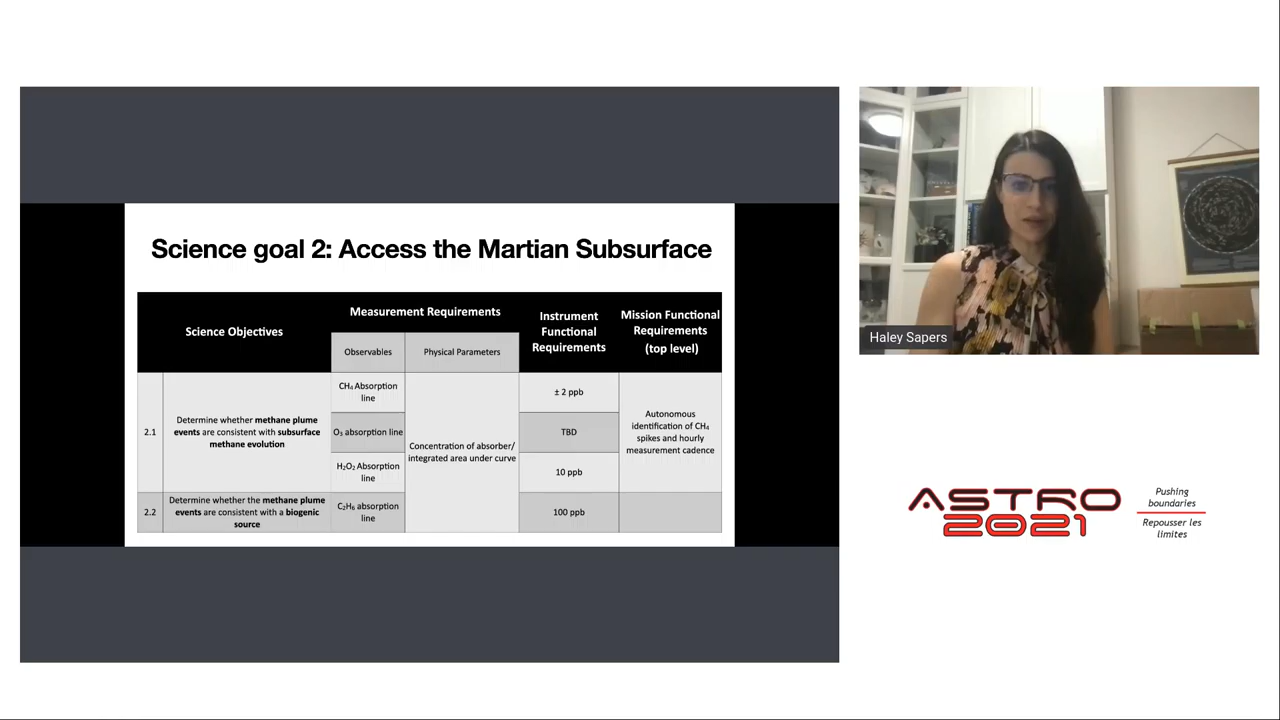 Science goal 2: Access the Martian Subsurface
Science Objectives
Measurement Requirements
Instrument
Functional
Requirements
Mission Functional
Requirements
(top level)
Observables
Physical Parameters
2.1
Determine whether methane plume
events are consistent with subsurface
methane evolution
CH₄ Absorption
line
± 2 ppb
O₃ absorption line
TBD
H₂O₂ Absorption
line
10 ppb
Concentration of absorber/
integrated area under curve
Autonomous
identification of CH₄
spikes and hourly
measurement cadence
2.2
Determine whether the methane plume
events are consistent with a biogenic
source
C₂H₆ absorption
line
100 ppb
Haley Sapers
ASTRO
2021
Pushing
boundaries
Repousser les
limites